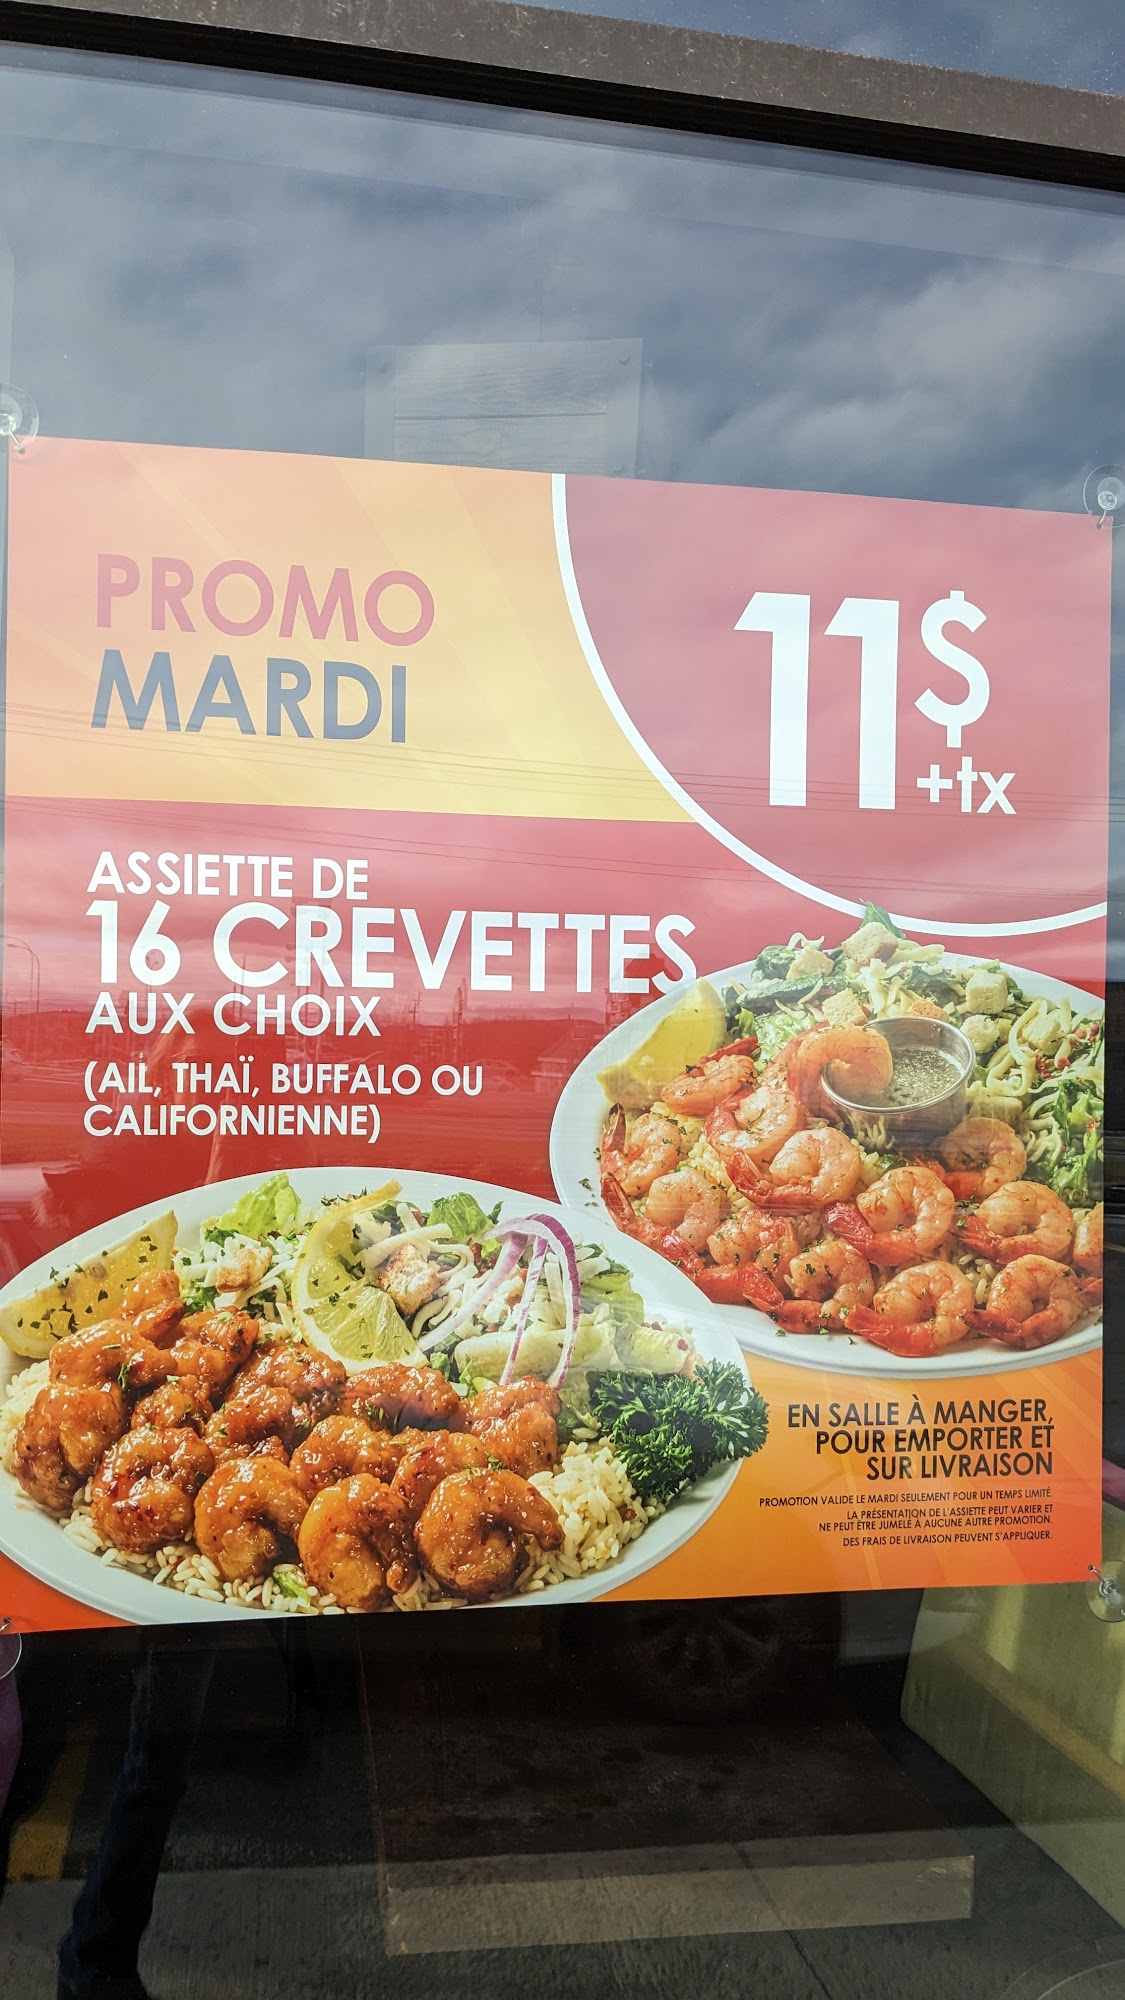 PROMO
MARDI
11$
+tx
ASSIETTE DE
16 CREVETTES
AUX CHOIX
(AIL, THAÏ, BUFFALO OU
CALIFORNIENNE)
EN SALLE À MANGER,
POUR EMPORTER ET
SUR LIVRAISON
PROMOTION VALIDE LE MARDI SEULEMENT POUR UN TEMPS LIMITÉ.
LA PRÉSENTATION DE L'ASSIETTE PEUT VARIER ET
NE PEUT ÊTRE JUMELÉ À AUCUNE AUTRE PROMOTION.
DES FRAIS DE LIVRAISON PEUVENT S'APPLIQUER.